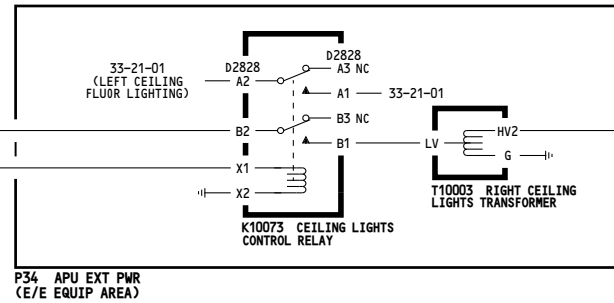 D2828
33-21-01
D2828
A3 NC
(LEFT CEILING
A2
FLUOR LIGHTING)
A1
33-21-01
B3 NC
B2
HV2
B1
LV
X1
G
T10003 RIGHT CEILING
LIGHTS TRANSFORMER
X2
K10073 CEILING LIGHTS
CONTROL RELAY
P34 APU EXT PWR
(E/E EQUIP AREA)